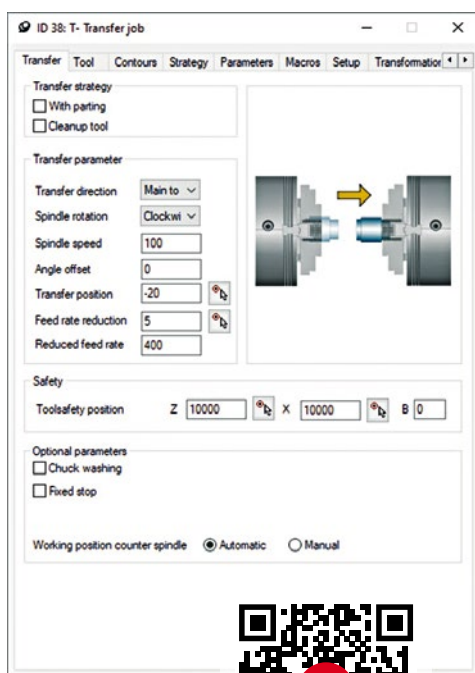 ID 38: T- Transfer job
Transfer Tool Contours Strategy Parameters Macros Setup Transformation
Transfer strategy
With parting
Cleanup tool
Transfer parameter
Transfer direction Main to
Spindle rotation Clockwi
Spindle speed 100
Angle offset 0
Transfer position -20
Feed rate reduction 5
Reduced feed rate 400
Safety
Toolsafety position Z 10000 X 10000 B 0
Optional parameters
Chuck washing
Fixed stop
Working position counter spindle Automatic Manual